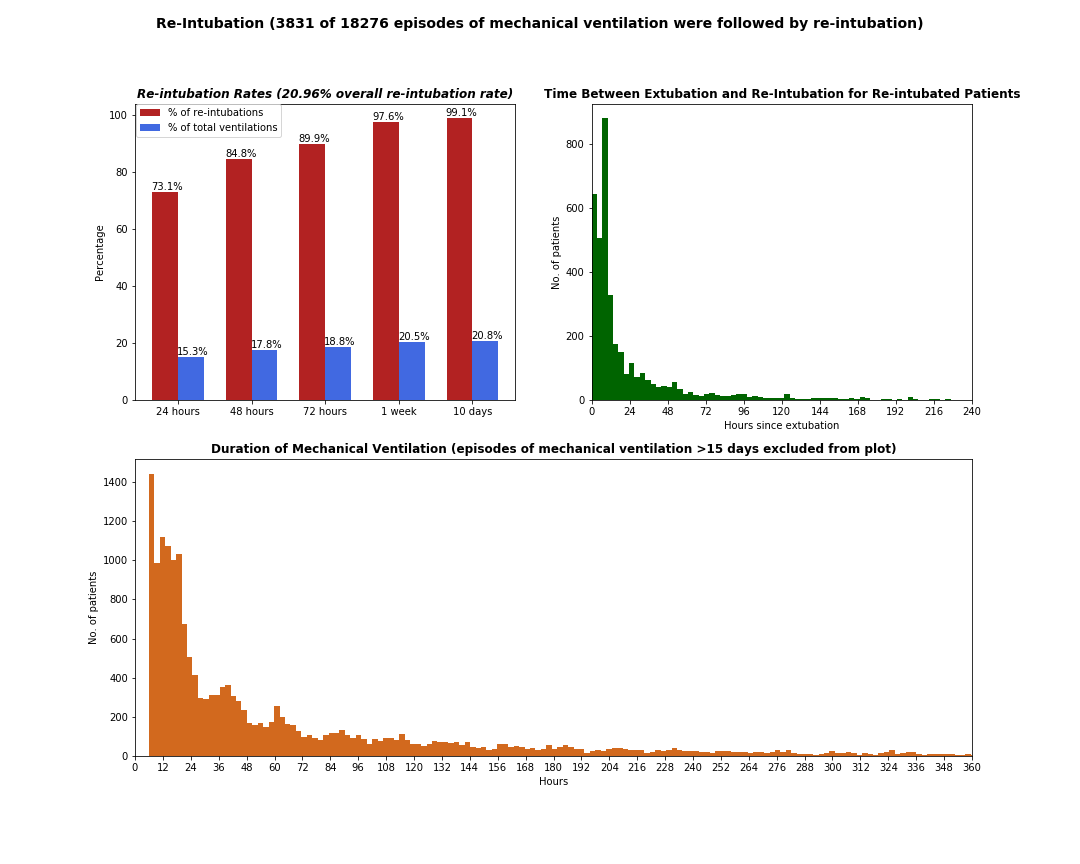 Re-Intubation (3831 of 18276 episodes of mechanical ventilation were followed by re-intubation)
Re-intubation Rates (20.96% overall re-intubation rate)
% of re-intubations
% of total ventilations
Percentage
100
80
60
40
20
0
73.1%
15.3%
84.8%
17.8%
89.9%
18.8%
97.6%
20.5%
99.1%
20.8%
24 hours 48 hours 72 hours 1 week 10 days
Time Between Extubation and Re-Intubation for Re-intubated Patients
No. of patients
800
600
400
200
0
0 24 48 72 96 120 144 168 192 216 240
Hours since extubation
Duration of Mechanical Ventilation (episodes of mechanical ventilation >15 days excluded from plot)
No. of patients
1400
1200
1000
800
600
400
200
0
0 12 24 36 48 60 72 84 96 108 120 132 144 156 168 180 192 204 216 228 240 252 264 276 288 300 312 324 336 348 360
Hours